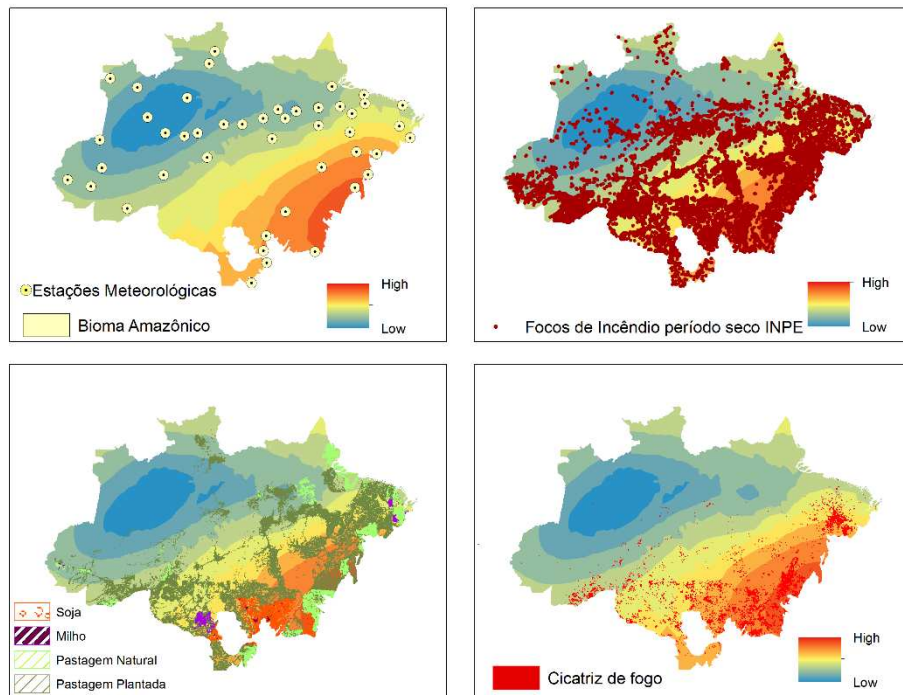 Estações Meteorológicas
Bioma Amazônico
High
Low
Focos de Incêndio período seco INPE
High
Low
Soja
Milho
Pastagem Natural
Pastagem Plantada
Cicatriz de fogo
High
Low